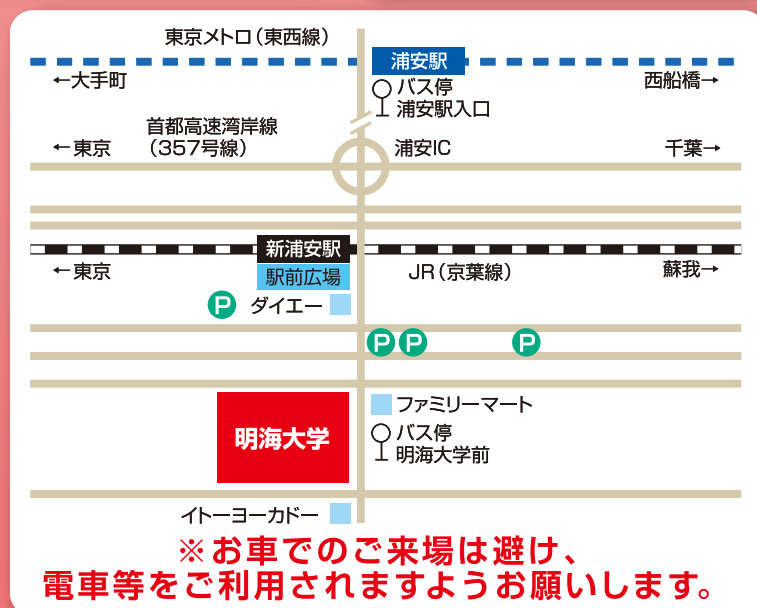 東京メトロ（東西線）
浦安駅
←大手町
西船橋→
バス停
浦安駅入口
首都高速湾岸線
（357号線）
←東京
浦安IC
千葉→
新浦安駅
←東京
駅前広場
JR（京葉線）
蘇我→
P
ダイエー
P
P
P
ファミリーマート
明海大学
バス停
明海大学前
イトーヨーカドー
※お車でのご来場は避け、
電車等をご利用されますようお願いします。